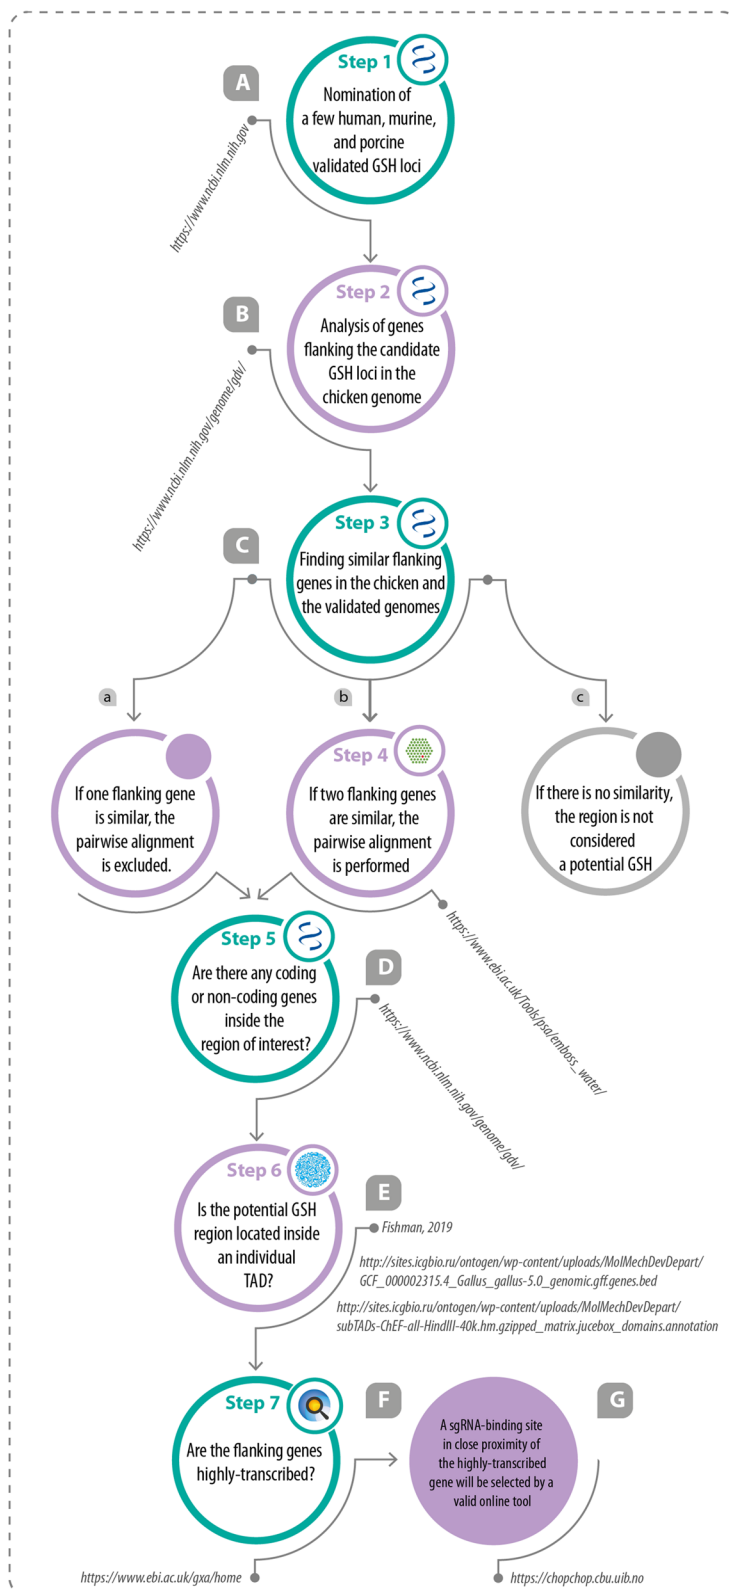 A
Step 1
Nomination of
a few human, murine,
and porcine
validated GSH loci
https://www.ncbi.nlm.nih.gov
B
Step 2
Analysis of genes
flanking the candidate
GSH loci in the
chicken genome
https://www.ncbi.nlm.nih.gov/genome/gdv/
C
Step 3
Finding similar flanking
genes in the chicken and
the validated genomes
a
b
c
If one flanking gene
is similar, the
pairwise alignment
is excluded.
Step 4
If two flanking genes
are similar, the
pairwise alignment
is performed
If there is no similarity,
the region is not
considered
a potential GSH
https://www.ebi.ac.uk/Tools/psa/emboss_water/
Step 5
Are there any coding
or non-coding genes
inside the
region of interest?
D
https://www.ncbi.nlm.nih.gov/genome/gdv/
Step 6
Is the potential GSH
region located inside
an individual
TAD?
E
Fishman, 2019
http://sites.icgbio.ru/ontogen/wp-content/uploads/MolMechDevDepart/
GCF_000002315.4_Gallus_gallus-5.0_genomic.gff.genes.bed
http://sites.icgbio.ru/ontogen/wp-content/uploads/MolMechDevDepart/
subTADs-ChEF-all-HindIII-40k.hm.gzipped_matrix.jucebox_domains.annotation
Step 7
Are the flanking genes
highly-transcribed?
F
G
A sgRNA-binding site
in close proximity of
the highly-transcribed
gene will be selected by a
valid online tool
https://www.ebi.ac.uk/gxa/home
https://chopchop.cbu.uib.no